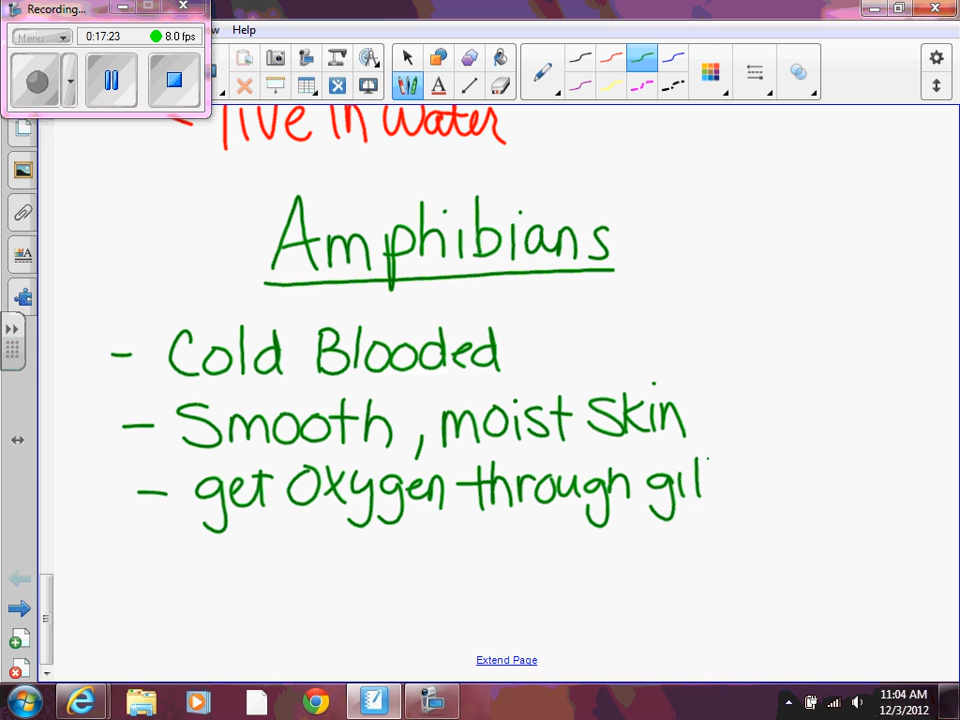 Recording...
Menu
0:17:23
8.0 fps
Help
- live in water
Amphibians
- Cold Blooded
- Smooth, moist Skin
- get Oxygen through gil
Extend Page
11:04 AM
12/3/2012